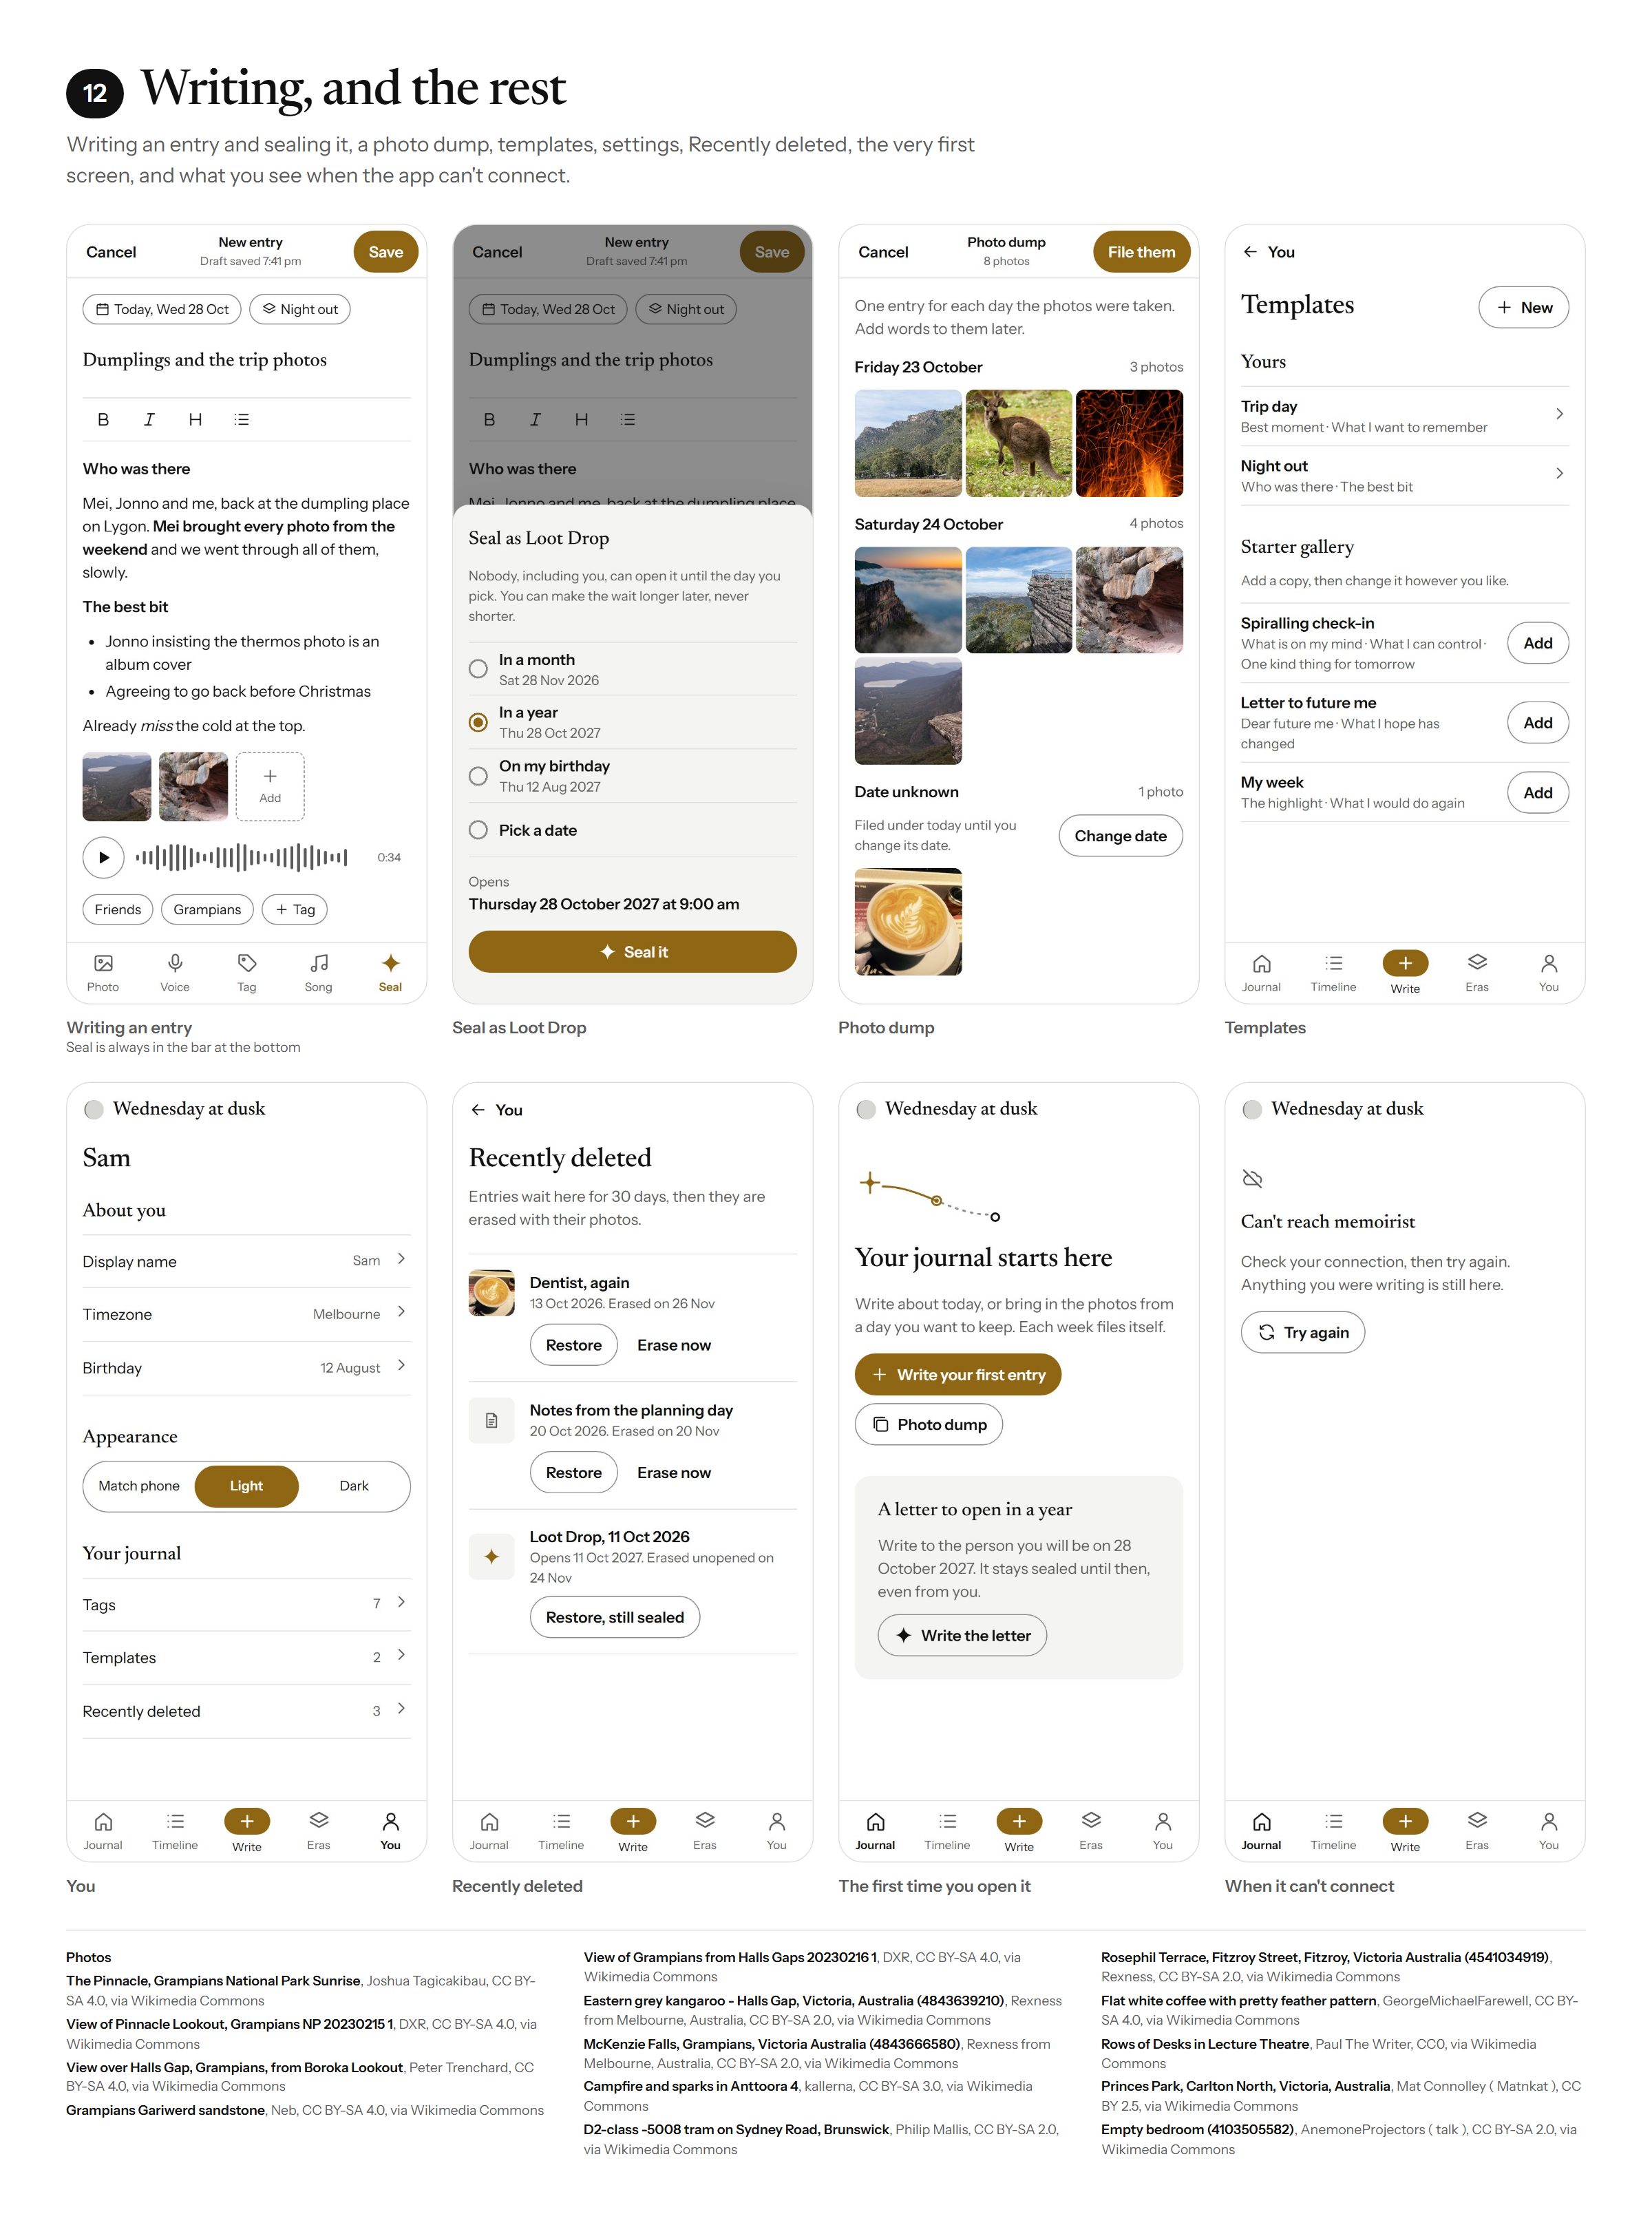 12 Writing, and the rest
Writing an entry and sealing it, a photo dump, templates, settings, Recently deleted, the very first
screen, and what you see when the app can't connect.
Cancel
New entry
Draft saved 7:41 pm
Save
Today, Wed 28 Oct
Night out
Dumplings and the trip photos
B I H
Who was there
Mei, Jonno and me, back at the dumpling place
on Lygon. Mei brought every photo from the
weekend and we went through all of them,
slowly.
The best bit
• Jonno insisting the thermos photo is an
album cover
• Agreeing to go back before Christmas
Already miss the cold at the top.
+
Add
0:34
Friends
Grampians
+ Tag
Photo
Voice
Tag
Song
Seal
Writing an entry
Seal is always in the bar at the bottom
Cancel
New entry
Draft saved 7:41 pm
Save
Today, Wed 28 Oct
Night out
Dumplings and the trip photos
B I H
Who was there
Mei, Jonno and me, back at the dumpling place
Seal as Loot Drop
Nobody, including you, can open it until the day you
pick. You can make the wait longer later, never
shorter.
In a month
Sat 28 Nov 2026
In a year
Thu 28 Oct 2027
On my birthday
Thu 12 Aug 2027
Pick a date
Opens
Thursday 28 October 2027 at 9:00 am
Seal it
Seal as Loot Drop
Cancel
Photo dump
8 photos
File them
One entry for each day the photos were taken.
Add words to them later.
Friday 23 October
3 photos
Saturday 24 October
4 photos
Date unknown
1 photo
Filed under today until you
change its date.
Change date
Photo dump
← You
Templates
+ New
Yours
Trip day
Best moment · What I want to remember
Night out
Who was there · The best bit
Starter gallery
Add a copy, then change it however you like.
Spiralling check-in
What is on my mind · What I can control ·
One kind thing for tomorrow
Add
Letter to future me
Dear future me · What I hope has
changed
Add
My week
The highlight · What I would do again
Add
Journal
Timeline
Write
Eras
You
Templates
Wednesday at dusk
Sam
About you
Display name
Sam
Timezone
Melbourne
Birthday
12 August
Appearance
Match phone
Light
Dark
Your journal
Tags
7
Templates
2
Recently deleted
3
Journal
Timeline
Write
Eras
You
You
← You
Recently deleted
Entries wait here for 30 days, then they are
erased with their photos.
Dentist, again
13 Oct 2026. Erased on 26 Nov
Restore
Erase now
Notes from the planning day
20 Oct 2026. Erased on 20 Nov
Restore
Erase now
Loot Drop, 11 Oct 2026
Opens 11 Oct 2027. Erased unopened on
24 Nov
Restore, still sealed
Journal
Timeline
Write
Eras
You
Recently deleted
Wednesday at dusk
Your journal starts here
Write about today, or bring in the photos from
a day you want to keep. Each week files itself.
+ Write your first entry
Photo dump
A letter to open in a year
Write to the person you will be on 28
October 2027. It stays sealed until then,
even from you.
Write the letter
Journal
Timeline
Write
Eras
You
The first time you open it
Wednesday at dusk
Can't reach memoirist
Check your connection, then try again.
Anything you were writing is still here.
Try again
Journal
Timeline
Write
Eras
You
When it can't connect
Photos
The Pinnacle, Grampians National Park Sunrise, Joshua Tagicakibau, CC BY-
SA 4.0, via Wikimedia Commons
View of Pinnacle Lookout, Grampians NP 20230215 1, DXR, CC BY-SA 4.0, via
Wikimedia Commons
View over Halls Gap, Grampians, from Boroka Lookout, Peter Trenchard, CC
BY-SA 4.0, via Wikimedia Commons
Grampians Gariwerd sandstone, Neb, CC BY-SA 4.0, via Wikimedia Commons
View of Grampians from Halls Gaps 20230216 1, DXR, CC BY-SA 4.0, via
Wikimedia Commons
Eastern grey kangaroo - Halls Gap, Victoria, Australia (4843639210), Rexness
from Melbourne, Australia, CC BY-SA 2.0, via Wikimedia Commons
McKenzie Falls, Grampians, Victoria Australia (4843666580), Rexness from
Melbourne, Australia, CC BY-SA 2.0, via Wikimedia Commons
Campfire and sparks in Anttoora 4, kallerna, CC BY-SA 3.0, via Wikimedia
Commons
D2-class -5008 tram on Sydney Road, Brunswick, Philip Mallis, CC BY-SA 2.0,
via Wikimedia Commons
Rosephil Terrace, Fitzroy Street, Fitzroy, Victoria Australia (4541034919),
Rexness, CC BY-SA 2.0, via Wikimedia Commons
Flat white coffee with pretty feather pattern, GeorgeMichaelFarewell, CC BY-
SA 4.0, via Wikimedia Commons
Rows of Desks in Lecture Theatre, Paul The Writer, CC0, via Wikimedia
Commons
Princes Park, Carlton North, Victoria, Australia, Mat Connolley ( Matnkat ), CC
BY 2.5, via Wikimedia Commons
Empty bedroom (4103505582), AnemoneProjectors ( talk ), CC BY-SA 2.0, via
Wikimedia Commons